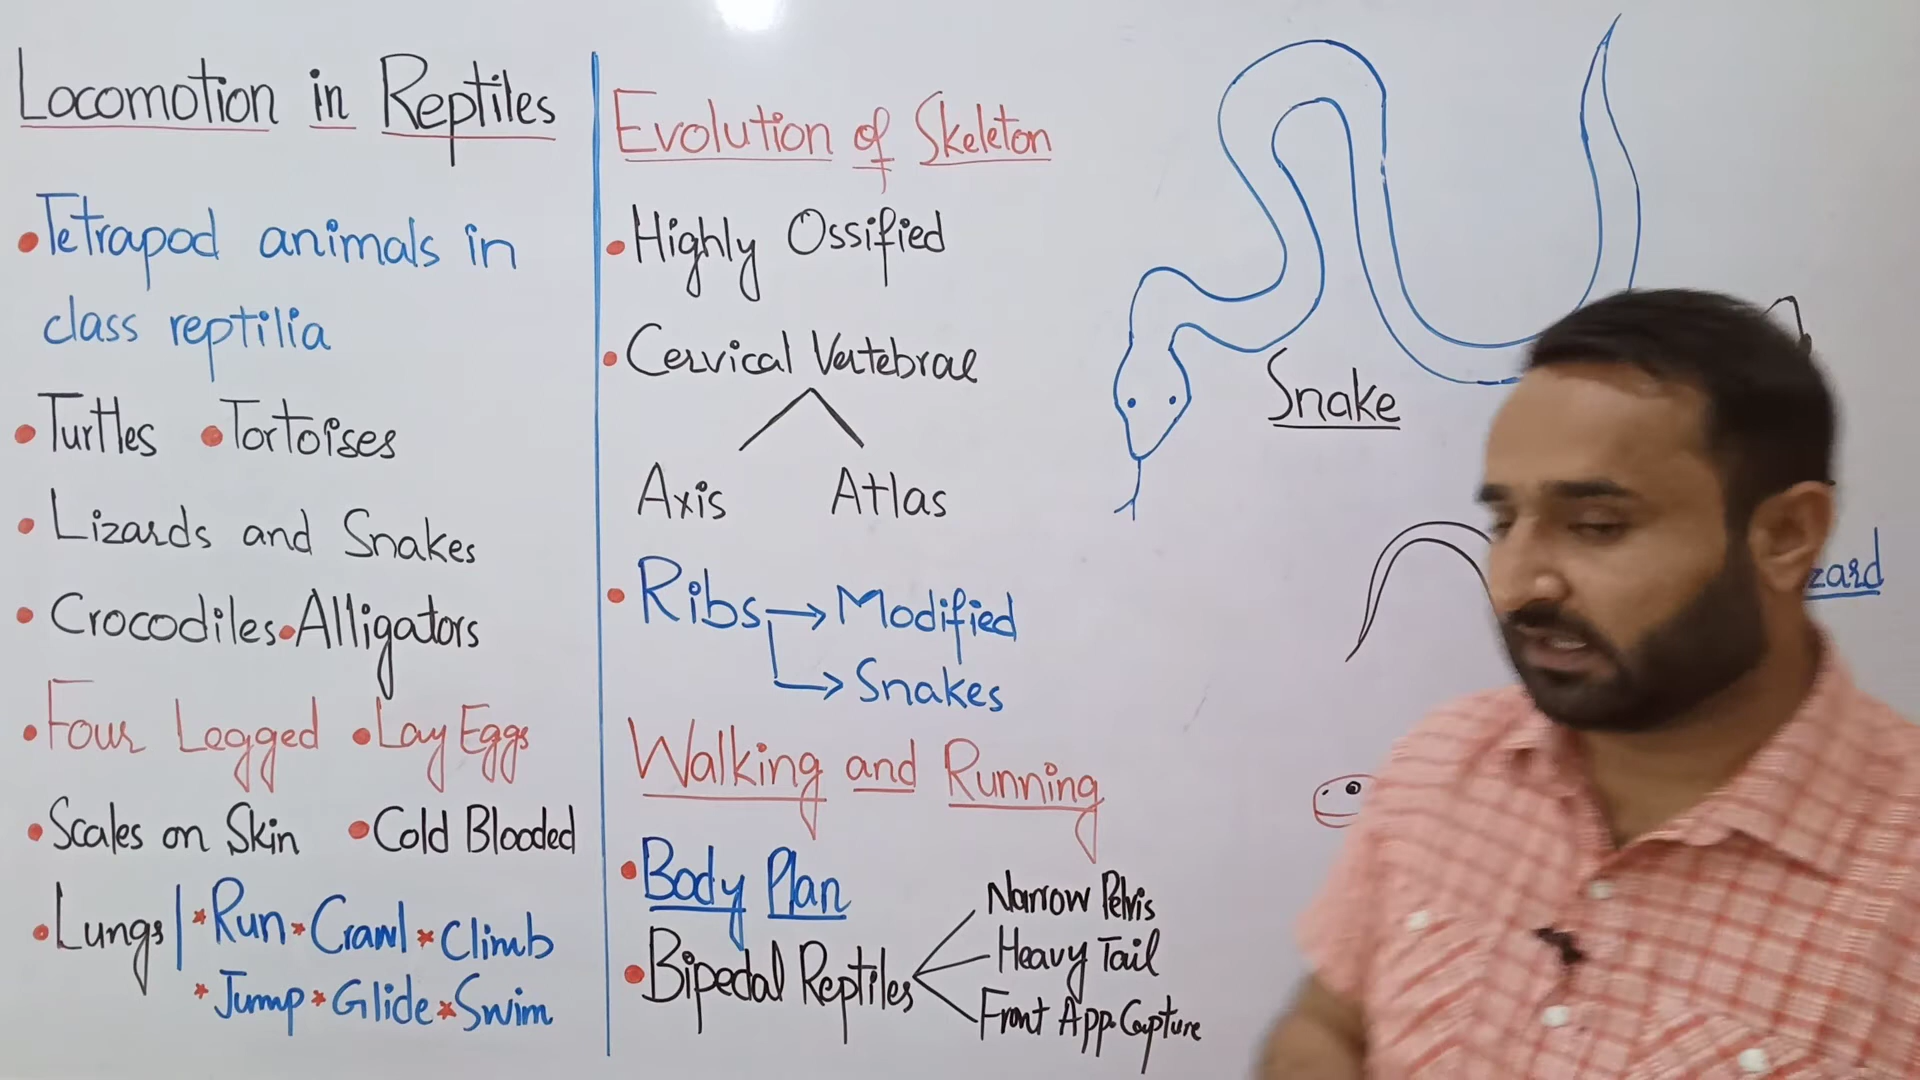 Locomotion in Reptiles
• Tetrapod animals in
class reptilia
• Turtles • Tortoises
• Lizards and Snakes
• Crocodiles • Alligators
• Four Legged • Lay Eggs
• Scales on Skin • Cold Blooded
• Lungs | * Run * Crawl * Climb
* Jump * Glide * Swim
Evolution of Skeleton
• Highly Ossified
• Cervical Vertebrae
Axis Atlas
• Ribs → Modified
→ Snakes
Walking and Running
• Body Plan
• Bipedal Reptiles
Narrow Pelvis
Heavy Tail
Front App. Capture
Snake
zard